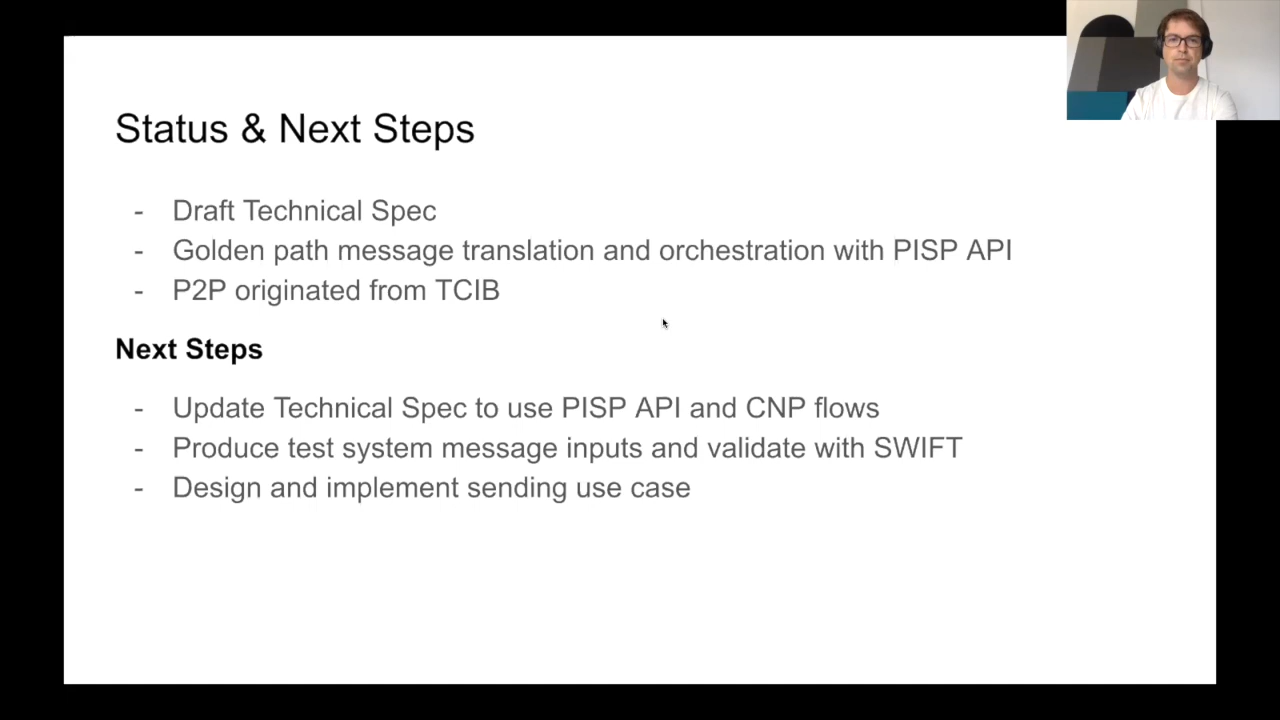 Status & Next Steps
- Draft Technical Spec
- Golden path message translation and orchestration with PISP API
- P2P originated from TCIB
Next Steps
- Update Technical Spec to use PISP API and CNP flows
- Produce test system message inputs and validate with SWIFT
- Design and implement sending use case